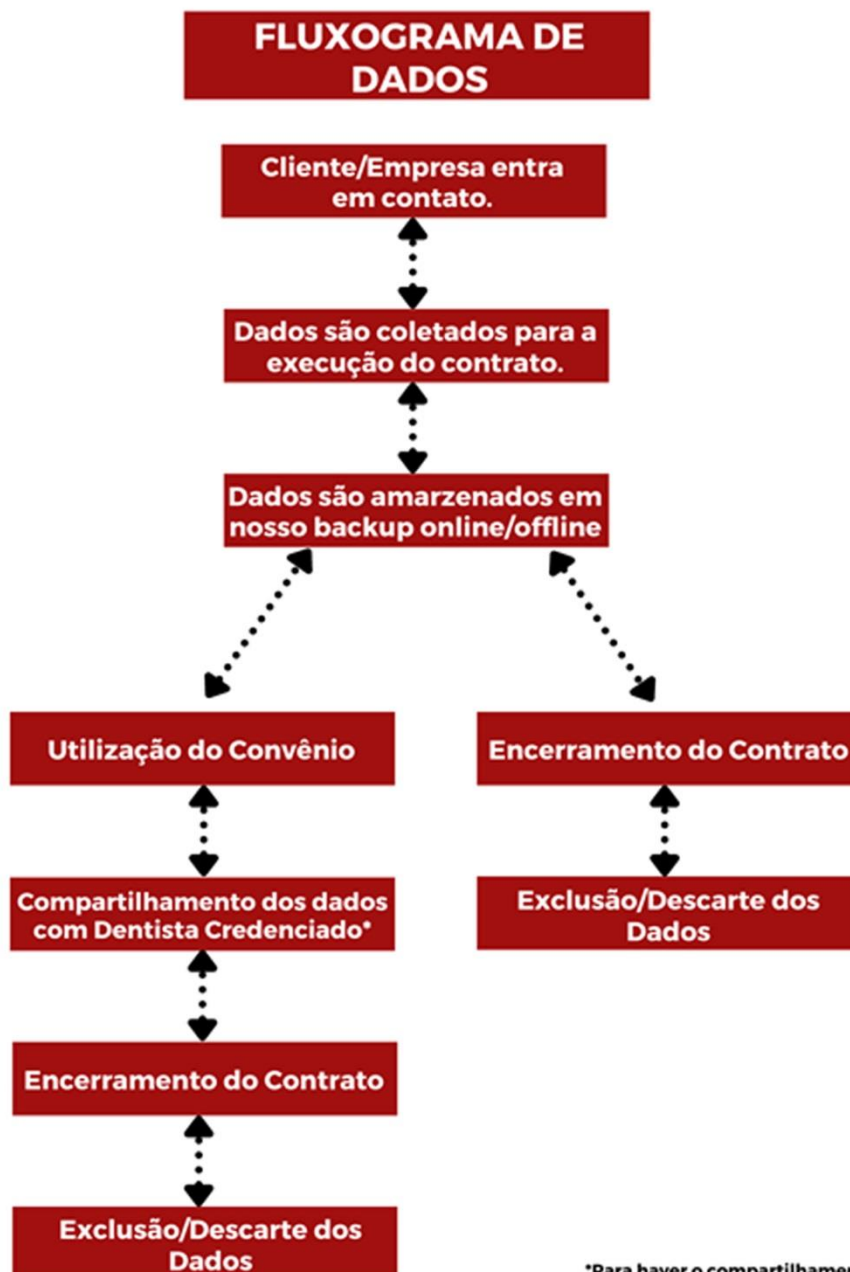 FLUXOGRAMA DE
DADOS
Cliente/Empresa entra
em contato.
Dados são coletados para a
execução do contrato.
Dados são amarzenados em
nosso backup online/offline
Utilização do Convênio
Encerramento do Contrato
Compartilhamento dos dados
com Dentista Credenciado*
Exclusão/Descarte dos
Dados
Encerramento do Contrato
Exclusão/Descarte dos
Dados
*Para haver o